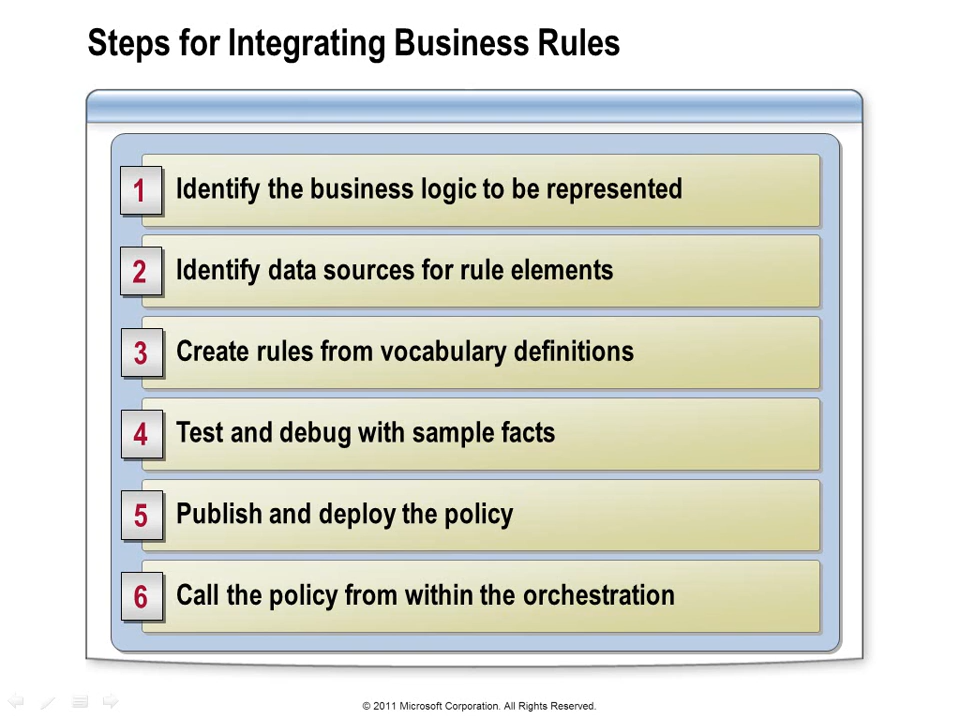 Steps for Integrating Business Rules
1 Identify the business logic to be represented
2 Identify data sources for rule elements
3 Create rules from vocabulary definitions
4 Test and debug with sample facts
5 Publish and deploy the policy
6 Call the policy from within the orchestration
© 2011 Microsoft Corporation. All Rights Reserved.